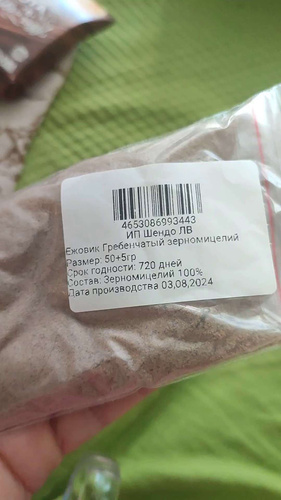 4653086993443
ИП Шендо ЛВ
Ежовик Гребенчатый зерномицелий
Размер: 50+5гр
Срок годности: 720 дней
Состав: Зерномицелий 100%
Дата производства 03,08,2024